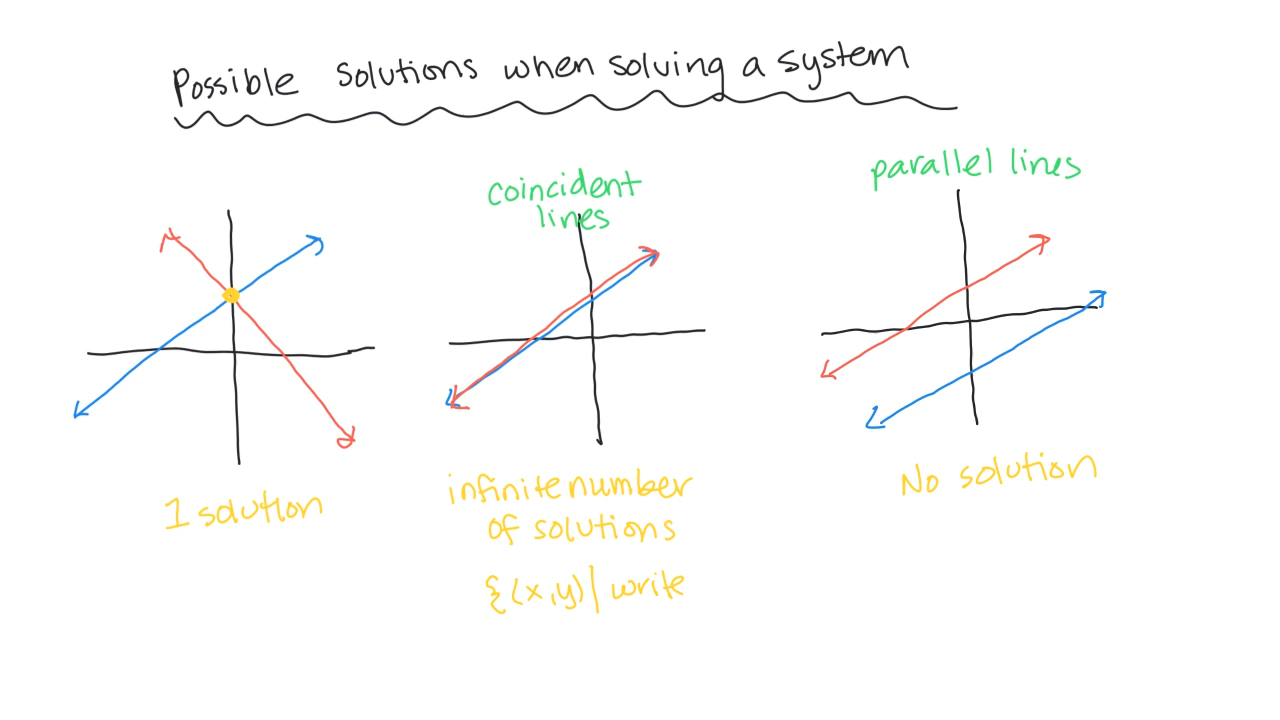 Possible solutions when solving a system
coincident
lines
parallel lines
1 solution
infinite number
of solutions
{(x,y)| write
No solution